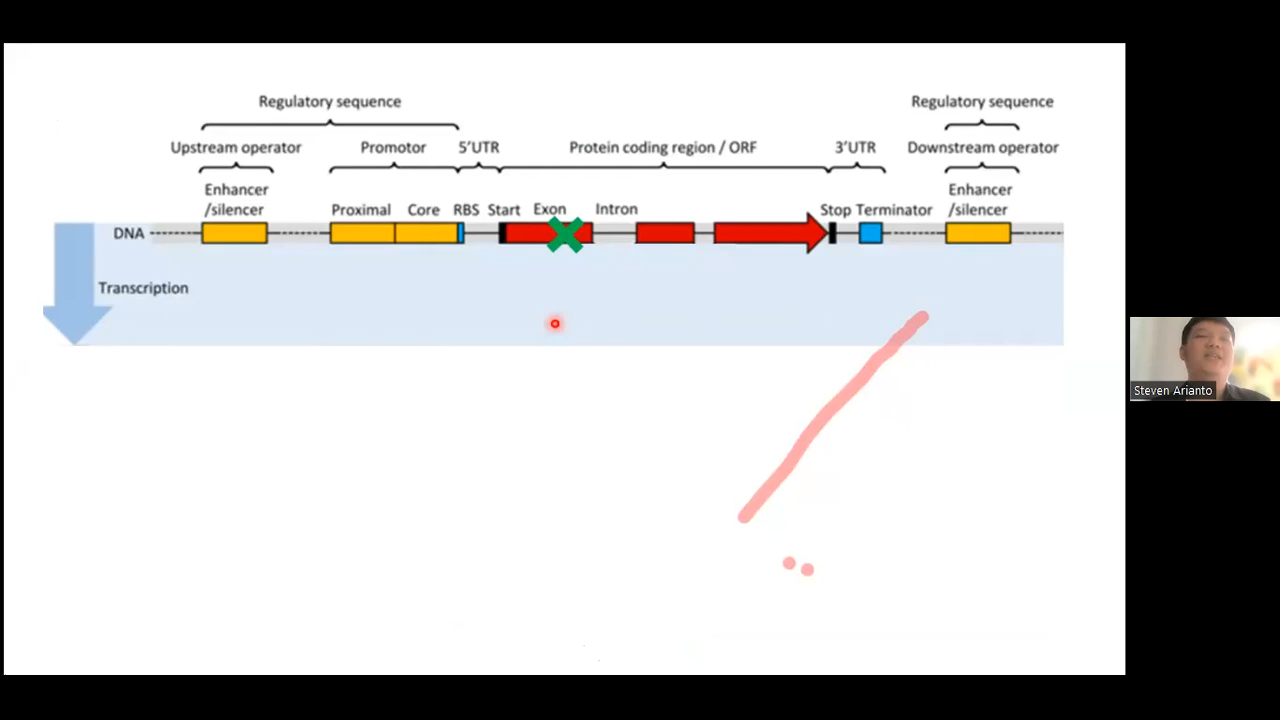 Regulatory sequence Regulatory sequence
Upstream operator Promotor 5'UTR Protein coding region / ORF 3'UTR Downstream operator
Enhancer Enhancer
/silencer Proximal Core RBS Start Exon Intron Stop Terminator /silencer
DNA
Transcription
Steven Arianto